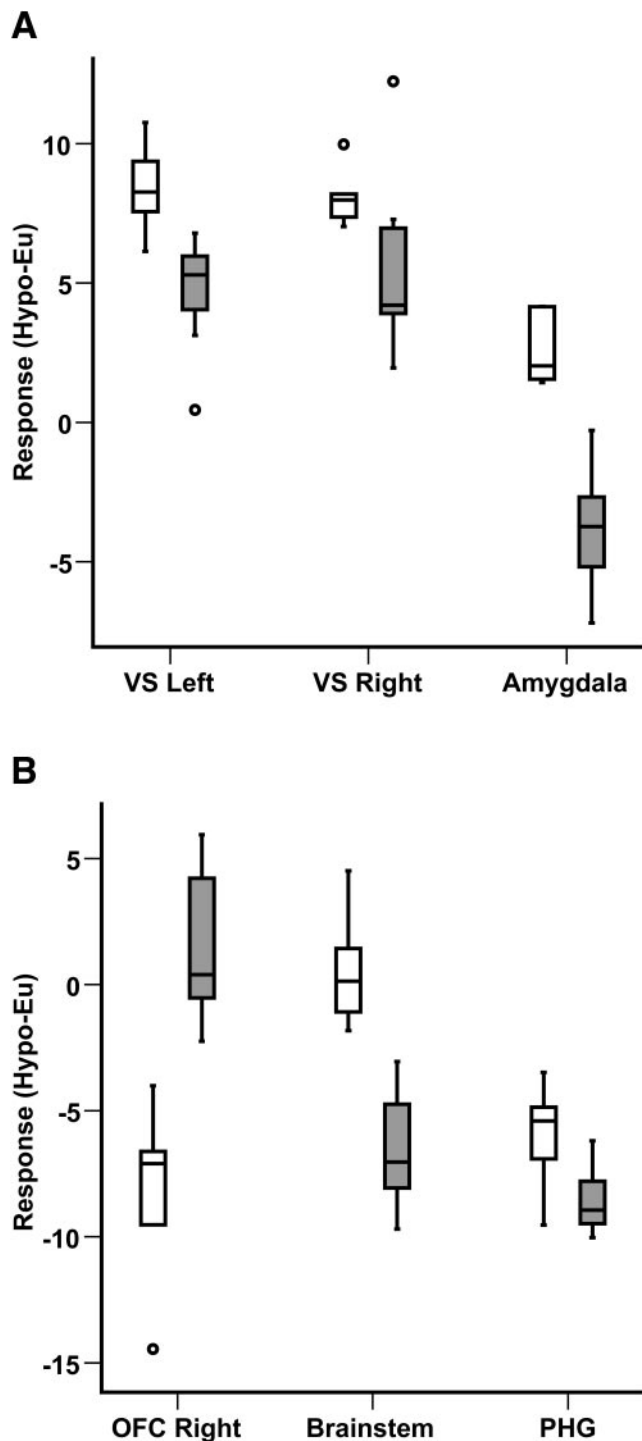 A
Response (Hypo-Eu)
10
5
0
-5
VS Left
VS Right
Amygdala
B
Response (Hypo-Eu)
5
0
-5
-10
-15
OFC Right
Brainstem
PHG